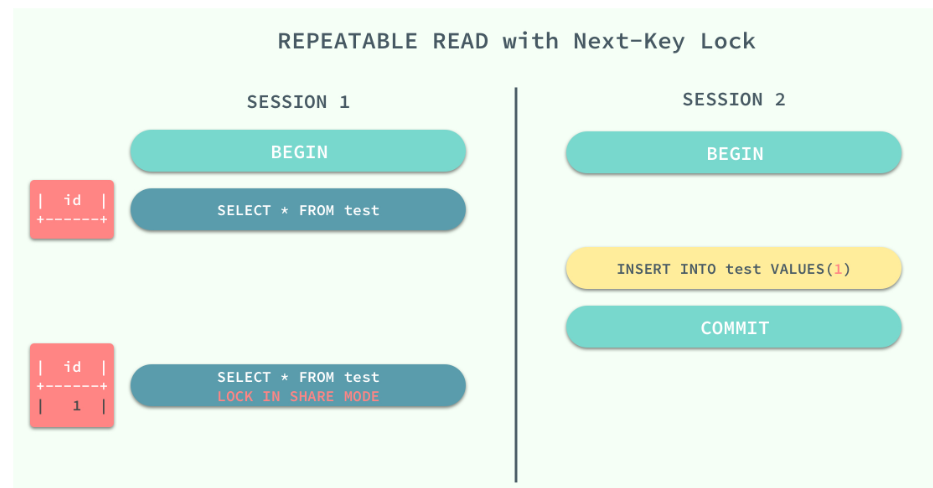 REPEATABLE READ with Next-Key Lock
SESSION 1
BEGIN
| id |
+------+
SELECT * FROM test
| id |
+------+
| 1 |
SELECT * FROM test
LOCK IN SHARE MODE
SESSION 2
BEGIN
INSERT INTO test VALUES(1)
COMMIT